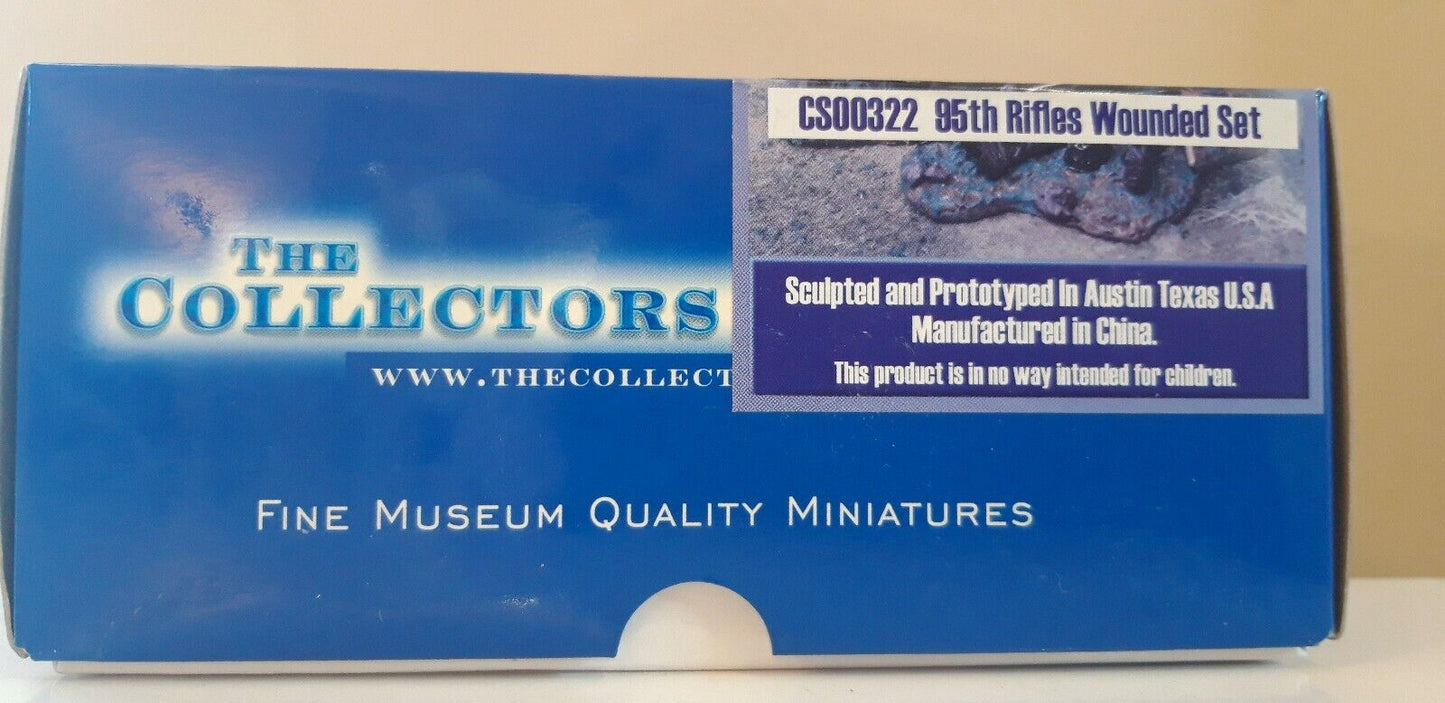 CS00322 95th Rifles Wounded Set
THE
COLLECTORS
WWW.THECOLLECT
Sculpted and Prototyped In Austin Texas U.S.A
Manufactured in China.
This product is in no way intended for children.
FINE MUSEUM QUALITY MINIATURES